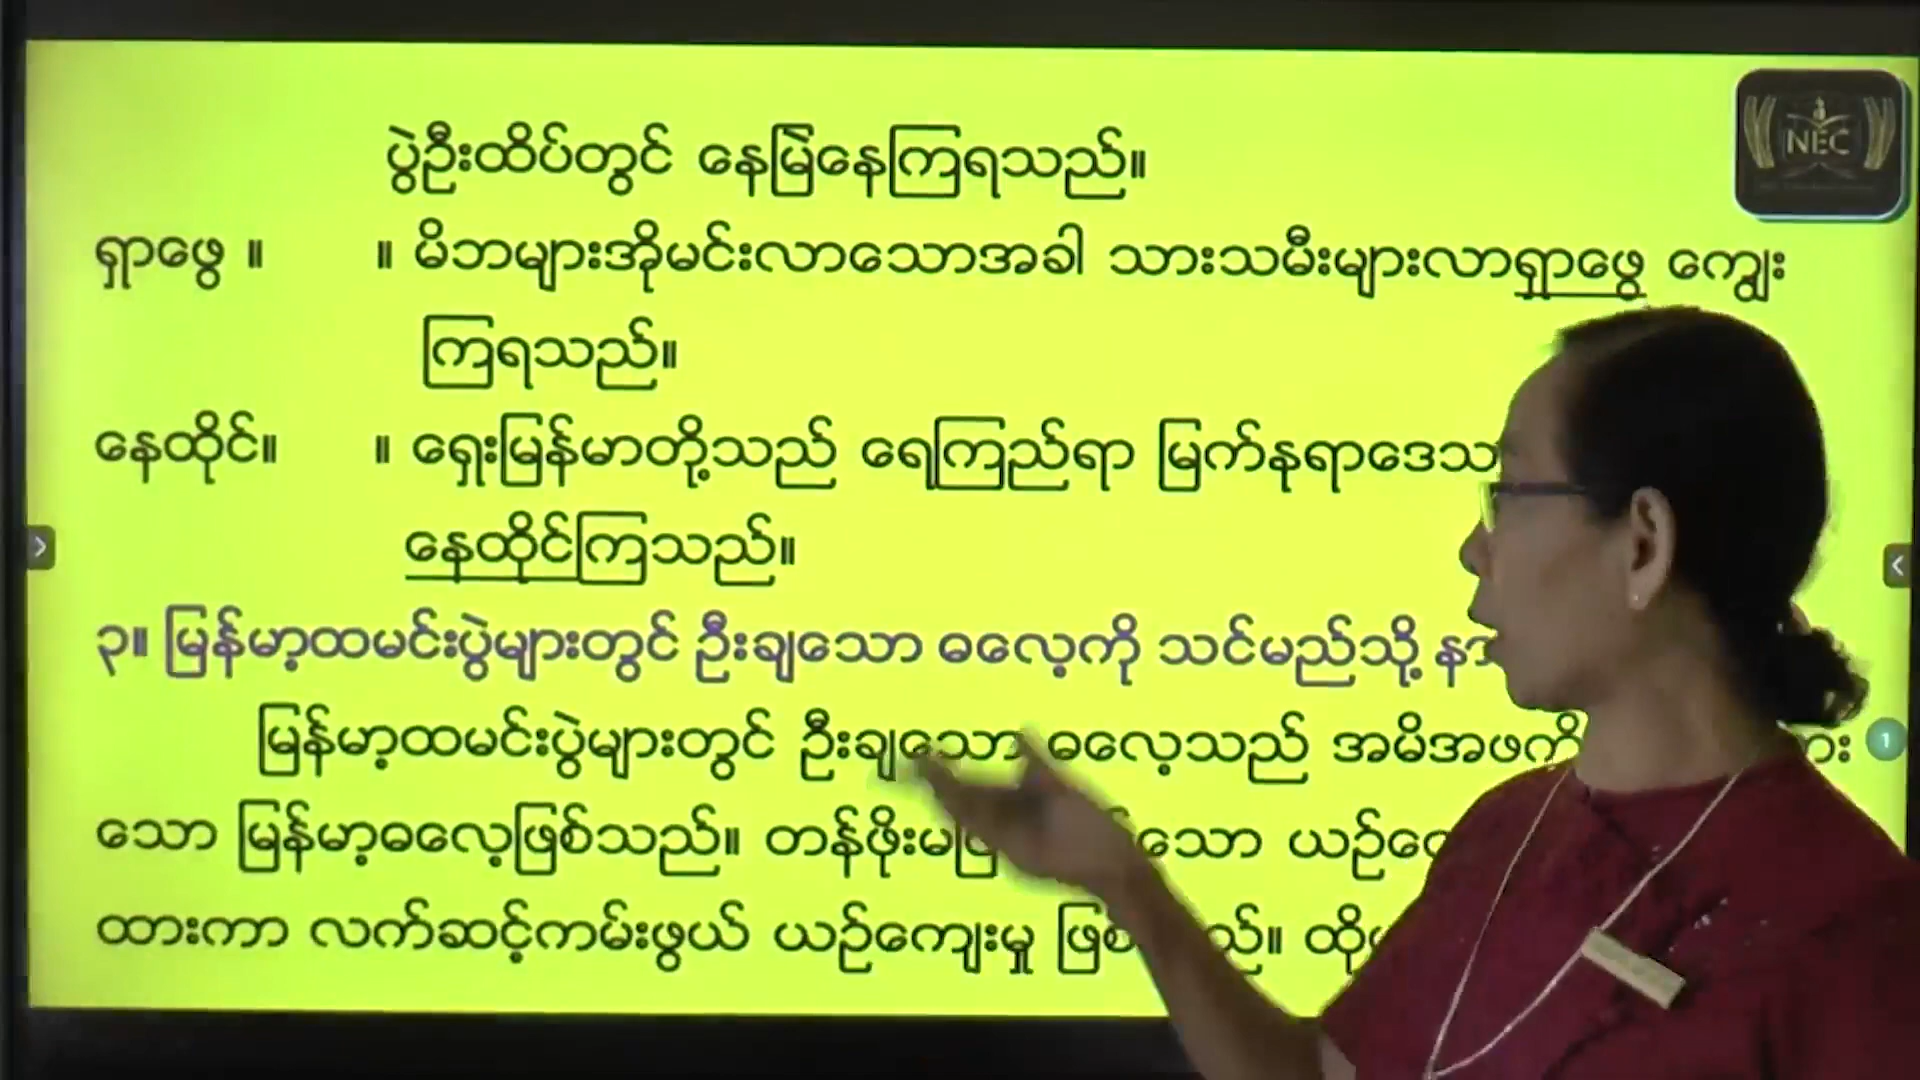 ပွဲဦးထိပ်တွင် နေမြဲနေကြရသည်။
NEC
ရှာဖွေ ။ ။ မိဘများအိုမင်းလာသောအခါ သားသမီးများလာရှာဖွေ ကျွေး
ကြရသည်။
နေထိုင်။ ။ ရှေးမြန်မာတို့သည် ရေကြည်ရာ မြက်နုရာဒေသ
နေထိုင်ကြသည်။
၃။ မြန်မာ့ထမင်းပွဲများတွင် ဦးချသော ဓလေ့ကို သင်မည်သို့
မြန်မာ့ထမင်းပွဲများတွင် ဦးချသော ဓလေ့သည် အမိအဖကို
သော မြန်မာ့ဓလေ့ဖြစ်သည်။ တန်ဖိုးမ သော
ထားကာ လက်ဆင့်ကမ်းဖွယ် ယဉ်ကျေးမှု ဖြစ်
1